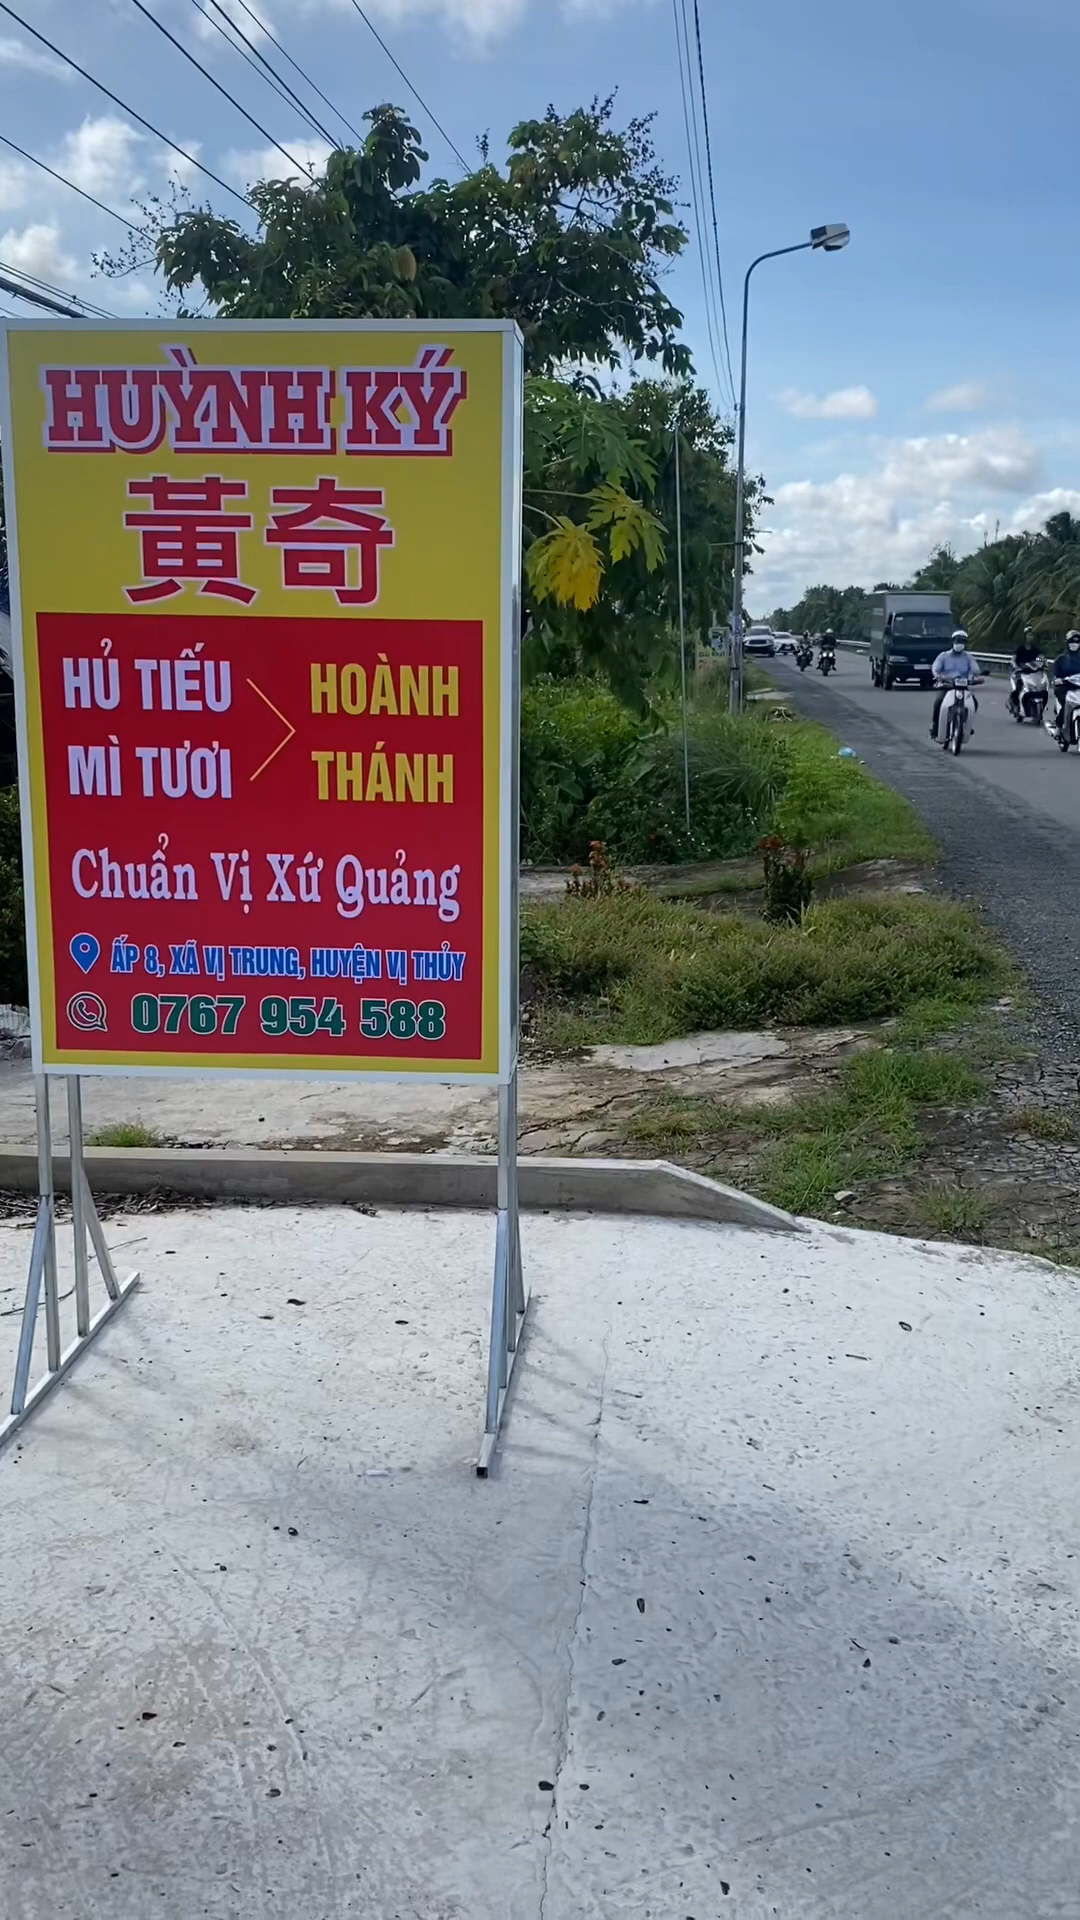 HUỲNH KÝ
黃奇
HỦ TIẾU
MÌ TƯƠI
HOÀNH
THÁNH
Chuẩn Vị Xứ Quảng
ẤP 8, XÃ VỊ TRUNG, HUYỆN VỊ THỦY
0767 954 588